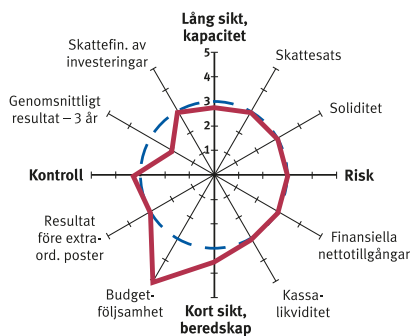 Lång sikt,
kapacitet
Skattefin. av
investeringar
Skattesats
Genomsnittligt
resultat – 3 år
Soliditet
5
4
3
2
1
Kontroll
Risk
Resultat
före extra-
ord. poster
Finansiella
nettotillgångar
Budget-
följsamhet
Kort sikt,
beredskap
Kassa-
likviditet